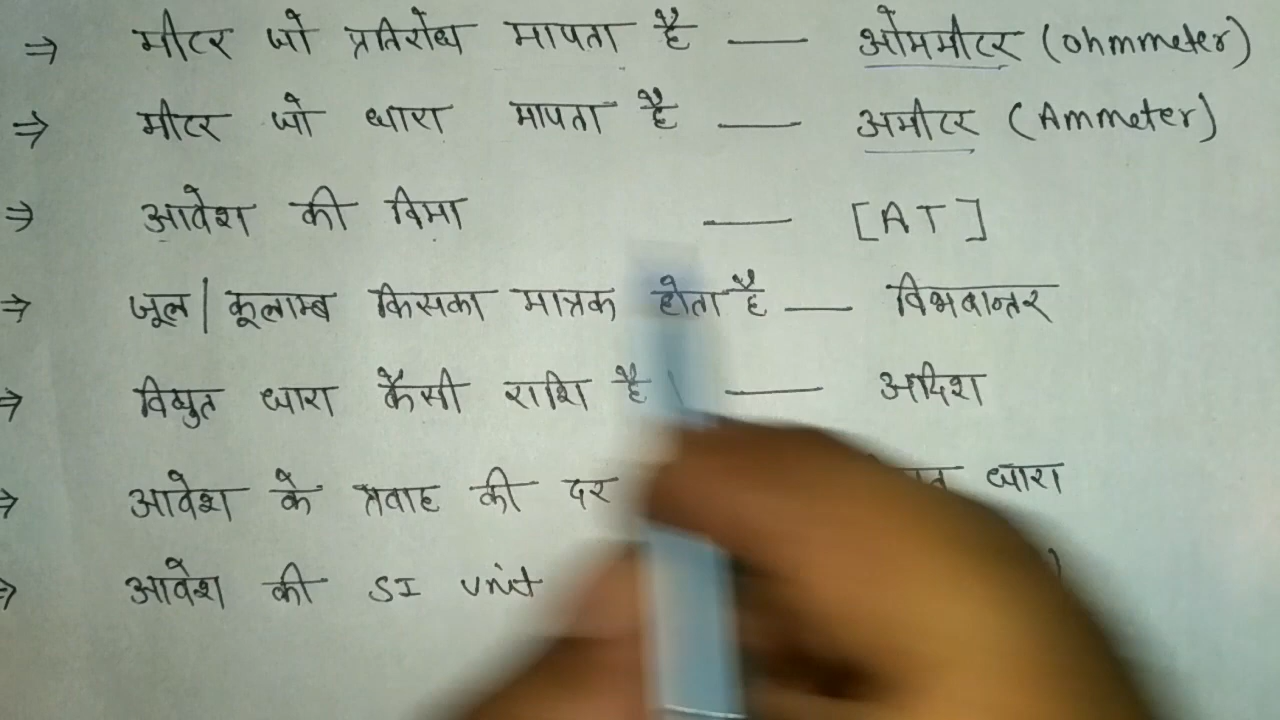 ⇒ मीटर जो प्रतिरोध मापता है — ओममीटर (ohmmeter)
⇒ मीटर जो धारा मापता है — अमीटर (Ammeter)
⇒ आवेश की विमा — [AT]
⇒ जूल | कूलाम्ब किसका मात्रक होता है — विभवान्तर
⇒ विद्युत धारा कैसी राशि है। — अदिश
⇒ आवेश के प्रवाह की दर धारा
⇒ आवेश की SI unit )